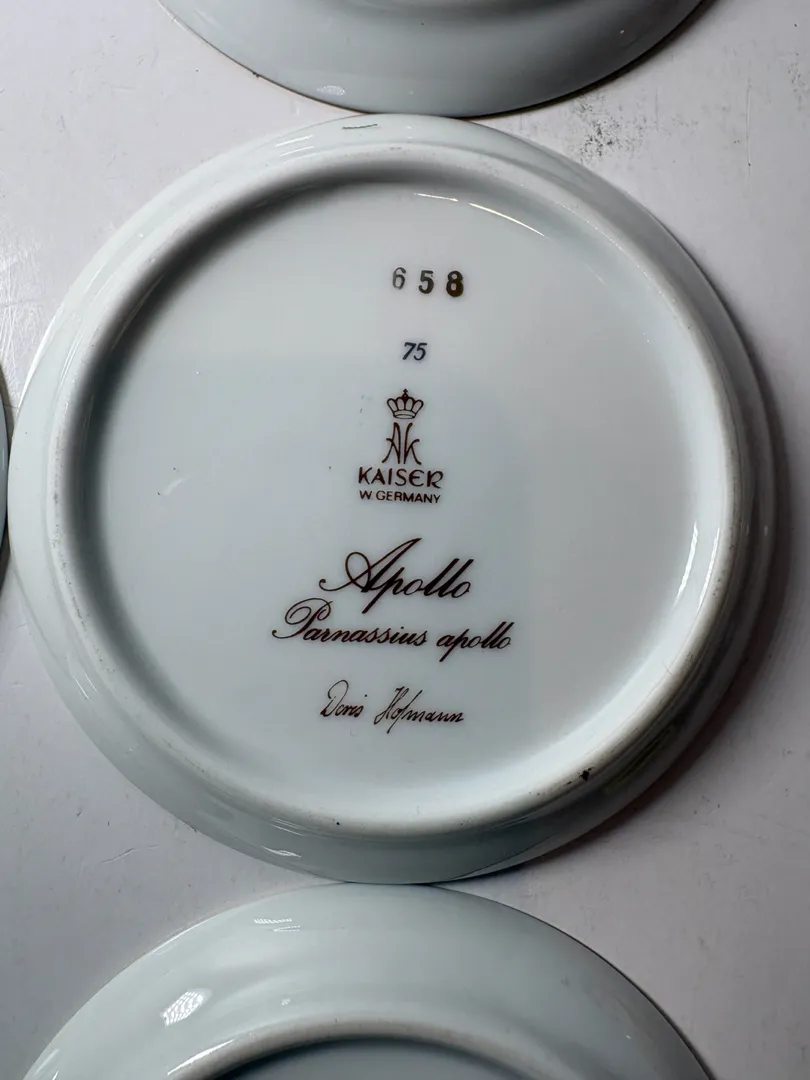 658
75
AK
KAISER
W. GERMANY
Apollo
Parnassius apollo
Doris Hofmann